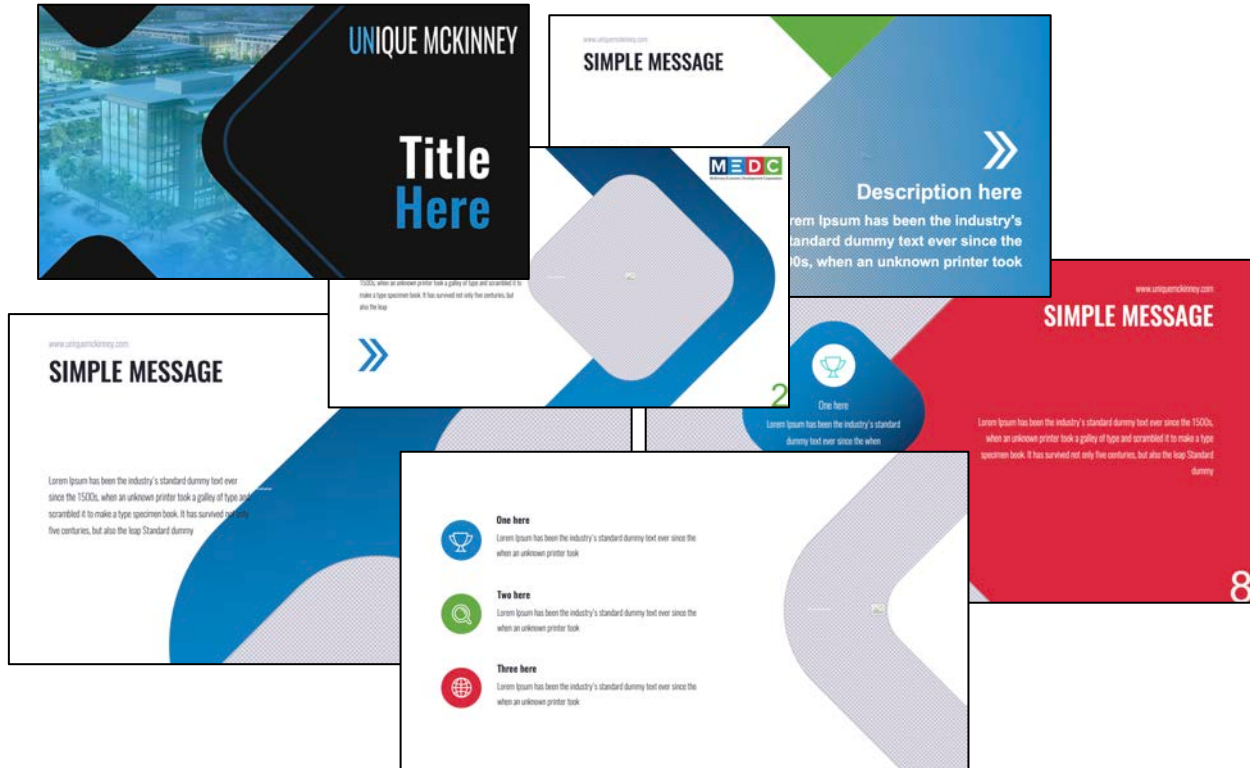 UNIQUE MCKINNEY
Title
Here
www.uniquemckinney.com
SIMPLE MESSAGE
Description here
rem Ipsum has been the industry's
tandard dummy text ever since the
0s, when an unknown printer took
MEDC
McKinney Economic Development Corporation
1500s, when an unknown printer took a galley of type and scrambled it to
make a type specimen book. It has survived not only five centuries, but
also the leap
2
www.uniquemckinney.com
SIMPLE MESSAGE
One here
Lorem Ipsum has been the industry's standard
dummy text ever since the when
Lorem Ipsum has been the industry's standard dummy text ever since the 1500s,
when an unknown printer took a galley of type and scrambled it to make a type
specimen book. It has survived not only five centuries, but also the leap Standard
dummy
8
www.uniquemckinney.com
SIMPLE MESSAGE
Lorem Ipsum has been the industry's standard dummy text ever
since the 1500s, when an unknown printer took a galley of type and
scrambled it to make a type specimen book. It has survived not only
five centuries, but also the leap Standard dummy
One here
Lorem Ipsum has been the industry's standard dummy text ever since the
when an unknown printer took
Two here
Lorem Ipsum has been the industry's standard dummy text ever since the
when an unknown printer took
Three here
Lorem Ipsum has been the industry's standard dummy text ever since the
when an unknown printer took